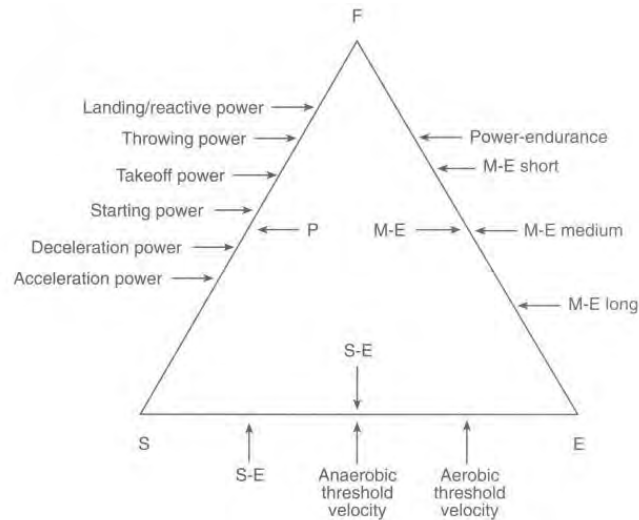 F
Landing/reactive power
Throwing power
Power-endurance
Takeoff power
M-E short
Starting power
P
M-E
M-E medium
Deceleration power
Acceleration power
M-E long
S-E
S
E
S-E
Anaerobic
threshold
velocity
Aerobic
threshold
velocity